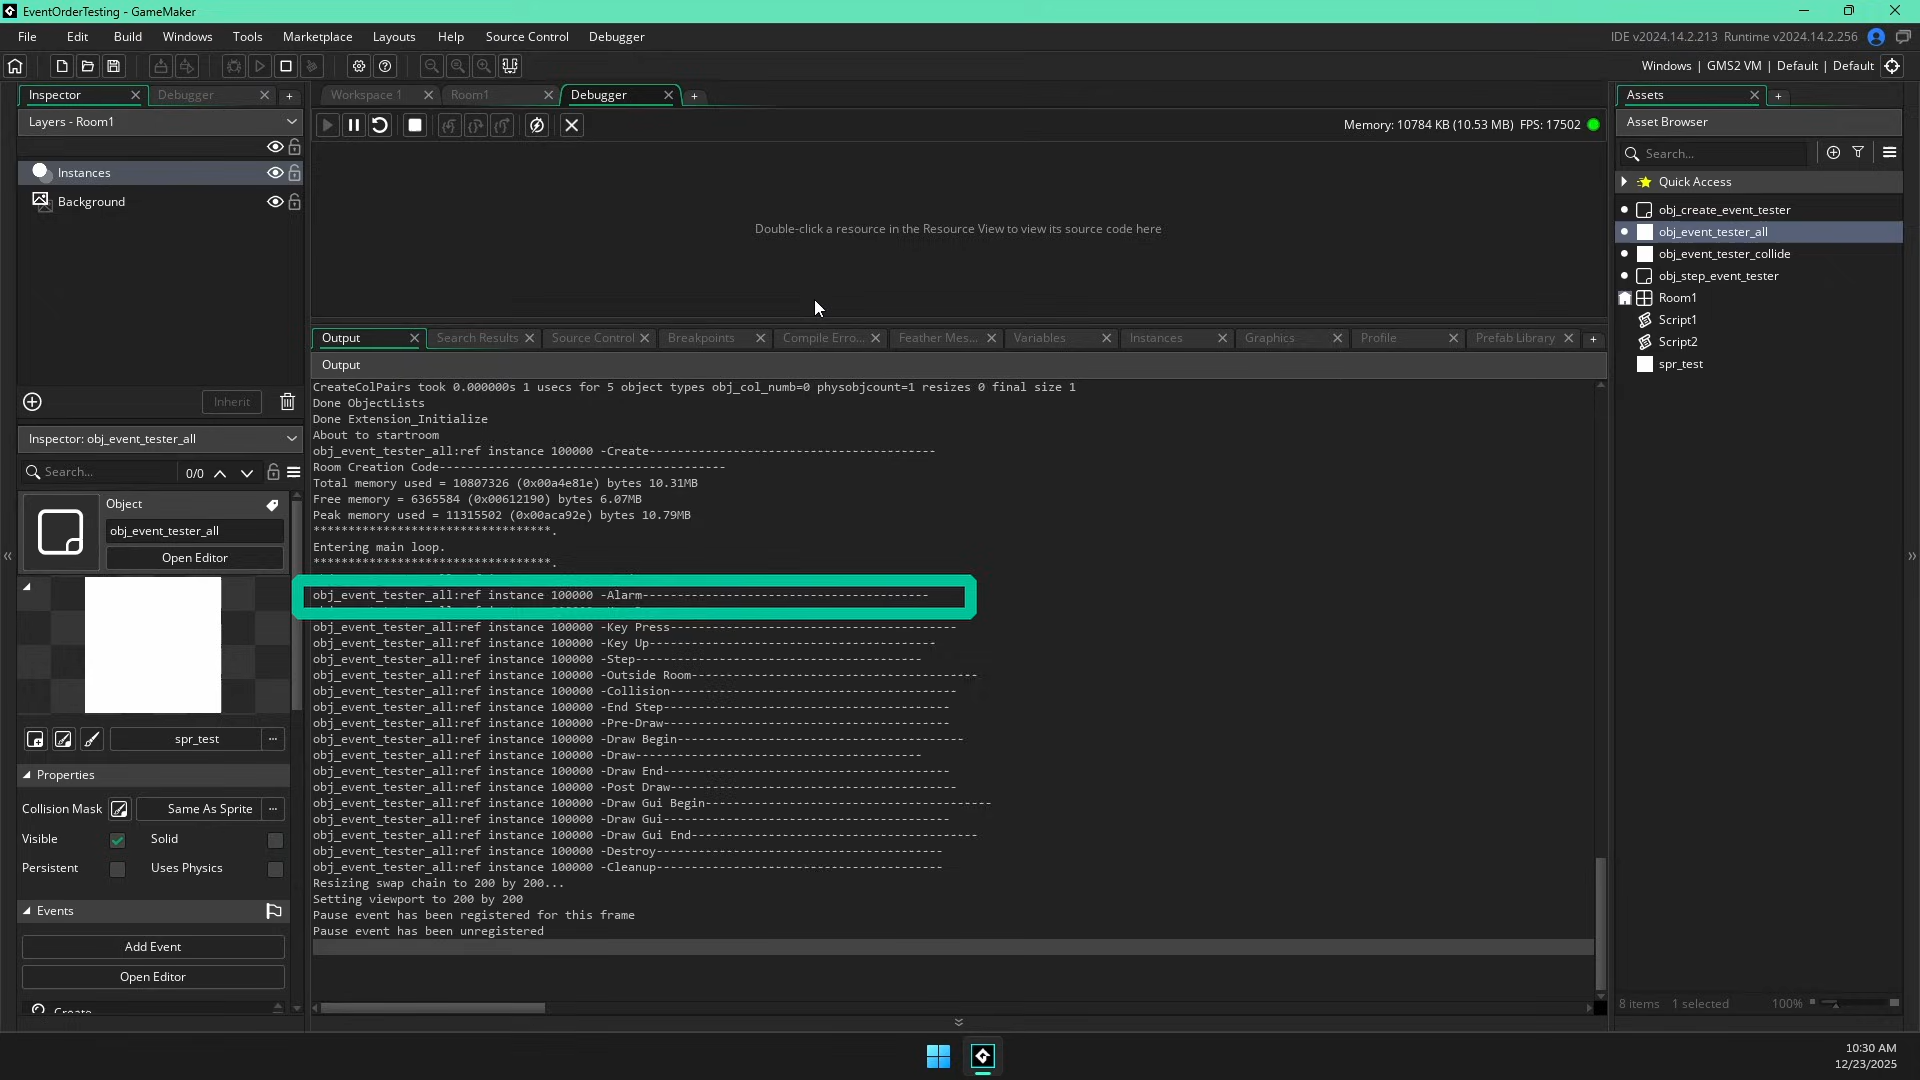 EventOrderTesting - GameMaker
File Edit Build Windows Tools Marketplace Layouts Help Source Control Debugger
IDE v2024.14.2.213 Runtime v2024.14.2.256
Windows | GMS2 VM | Default | Default
Inspector
Debugger
Workspace 1
Room1
Debugger
Assets
Layers - Room1
Memory: 10784 KB (10.53 MB) FPS: 17502
Asset Browser
Search...
Instances
Background
Quick Access
obj_create_event_tester
obj_event_tester_all
obj_event_tester_collide
obj_step_event_tester
Room1
Script1
Script2
spr_test
Double-click a resource in the Resource View to view its source code here
Output
Search Results
Source Control
Breakpoints
Compile Erro...
Feather Mes...
Variables
Instances
Graphics
Profile
Prefab Library
Output
CreateColPairs took 0.000000s 1 usecs for 5 object types obj_col_numb=0 physobjcount=1 resizes 0 final size 1
Done ObjectLists
Done Extension_Initialize
About to startroom
obj_event_tester_all:ref instance 100000 -Create-----------------------------------------
Room Creation Code-----------------------------------------
Total memory used = 10807326 (0x00a4e81e) bytes 10.31MB
Free memory = 6365584 (0x00612190) bytes 6.07MB
Peak memory used = 11315502 (0x00aca92e) bytes 10.79MB
**********************************.
Entering main loop.
**********************************.
obj_event_tester_all:ref instance 100000 -Alarm-----------------------------------------
obj_event_tester_all:ref instance 100000 -Key Press-----------------------------------------
obj_event_tester_all:ref instance 100000 -Key Up-----------------------------------------
obj_event_tester_all:ref instance 100000 -Step-----------------------------------------
obj_event_tester_all:ref instance 100000 -Outside Room-----------------------------------------
obj_event_tester_all:ref instance 100000 -Collision-----------------------------------------
obj_event_tester_all:ref instance 100000 -End Step-----------------------------------------
obj_event_tester_all:ref instance 100000 -Pre-Draw-----------------------------------------
obj_event_tester_all:ref instance 100000 -Draw Begin-----------------------------------------
obj_event_tester_all:ref instance 100000 -Draw-----------------------------------------
obj_event_tester_all:ref instance 100000 -Draw End-----------------------------------------
obj_event_tester_all:ref instance 100000 -Post Draw-----------------------------------------
obj_event_tester_all:ref instance 100000 -Draw Gui Begin-----------------------------------------
obj_event_tester_all:ref instance 100000 -Draw Gui-----------------------------------------
obj_event_tester_all:ref instance 100000 -Draw Gui End-----------------------------------------
obj_event_tester_all:ref instance 100000 -Destroy-----------------------------------------
obj_event_tester_all:ref instance 100000 -Cleanup-----------------------------------------
Resizing swap chain to 200 by 200...
Setting viewport to 200 by 200
Pause event has been registered for this frame
Pause event has been unregistered
Inherit
Inspector: obj_event_tester_all
Search...
0/0
Object
obj_event_tester_all
Open Editor
spr_test
Properties
Collision Mask
Same As Sprite
Visible
Solid
Persistent
Uses Physics
Events
Add Event
Open Editor
Create
8 items 1 selected 100%
10:30 AM
12/23/2025